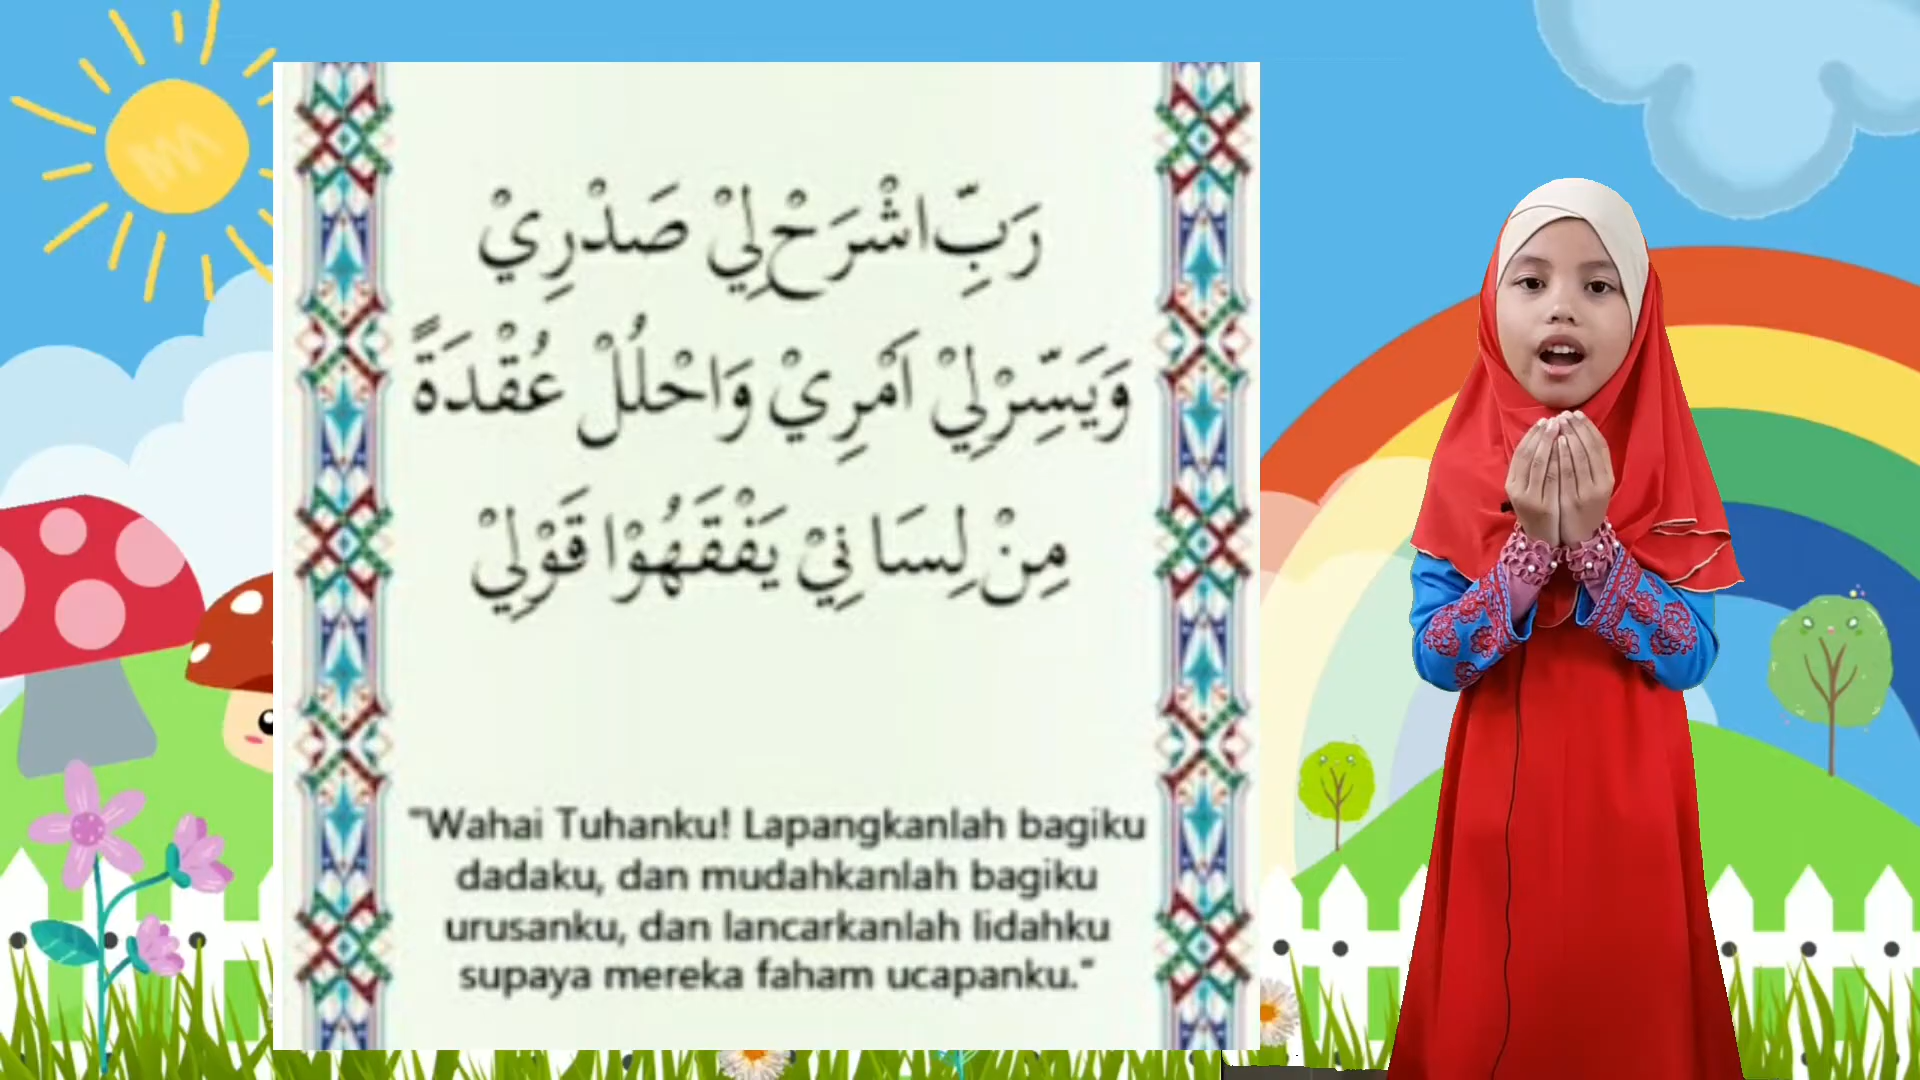 رَبِّ اشْرَحْ لِيْ صَدْرِيْ
وَيَسِّرْ لِيْ اَمْرِيْ وَاحْلُلْ عُقْدَةً
مِنْ لِسَانِيْ يَفْقَهُوْا قَوْلِيْ
"Wahai Tuhanku! Lapangkanlah bagiku
dadaku, dan mudahkanlah bagiku
urusanku, dan lancarkanlah lidahku
supaya mereka faham ucapanku."